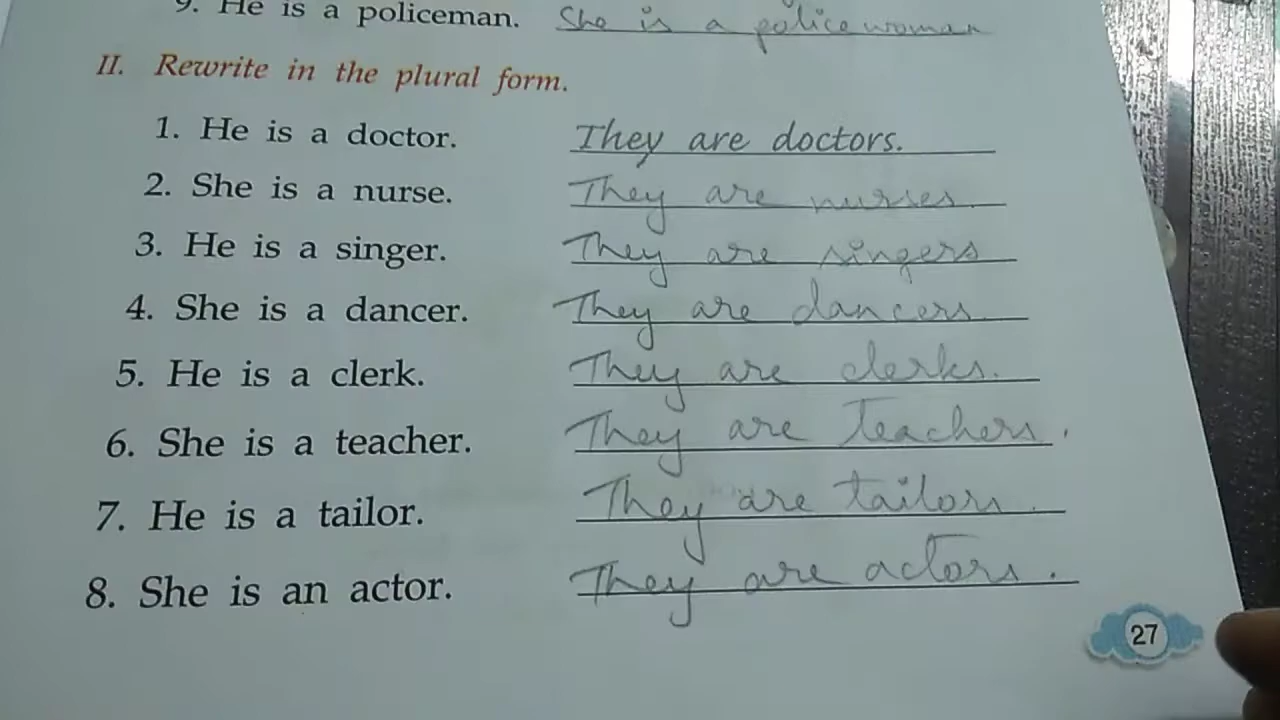 9. He is a policeman. She is a policewoman
II. Rewrite in the plural form.
1. He is a doctor. They are doctors.
2. She is a nurse. They are nurses.
3. He is a singer. They are singers
4. She is a dancer. They are dancers.
5. He is a clerk. They are clerks.
6. She is a teacher. They are teachers.
7. He is a tailor. They are tailors.
8. She is an actor. They are actors.
27